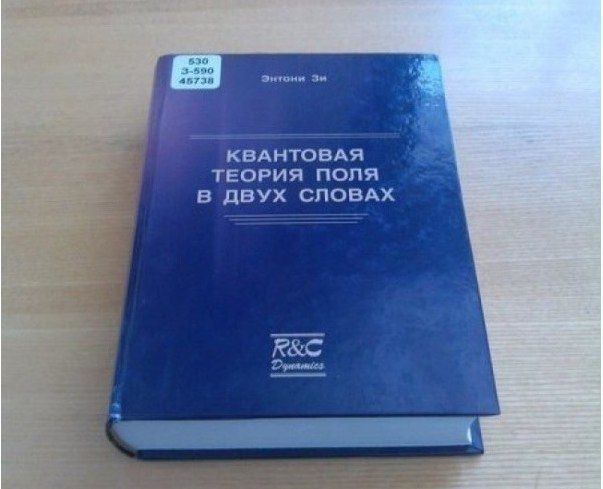 530
З-590
45738
Энтони Зи
КВАНТОВАЯ
ТЕОРИЯ ПОЛЯ
В ДВУХ СЛОВАХ
R&C
Dynamics